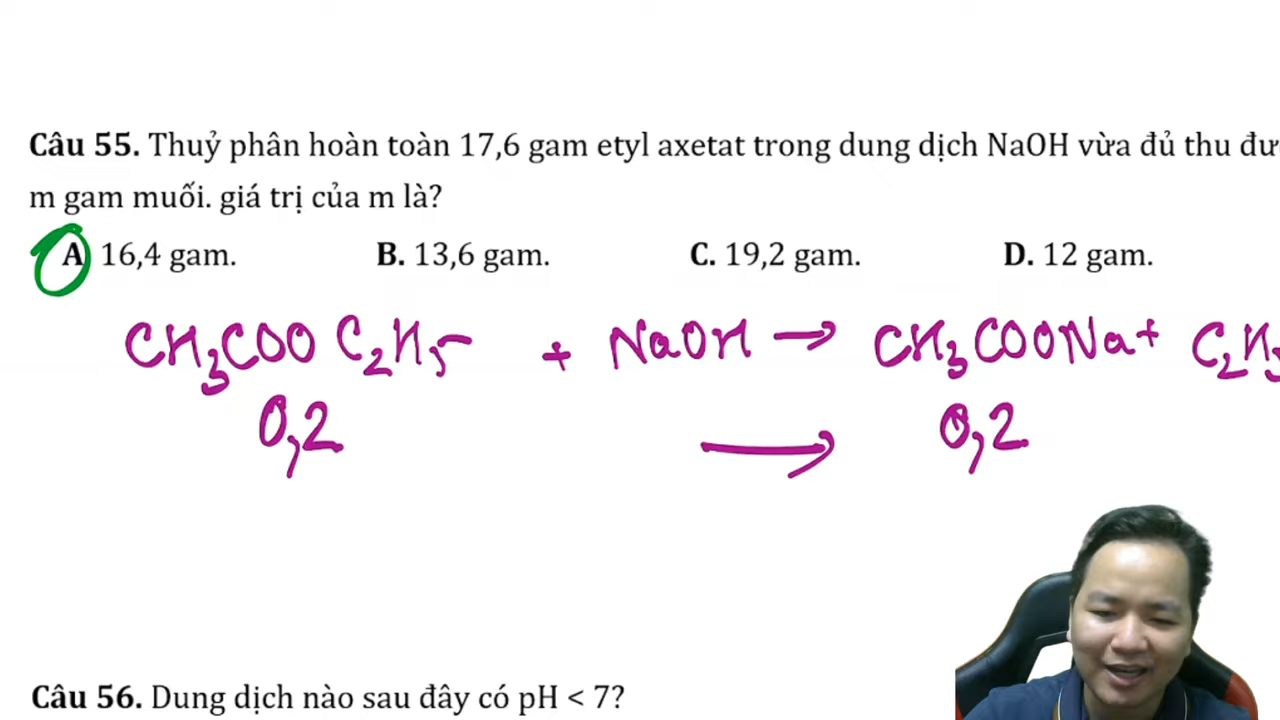 Câu 55. Thuỷ phân hoàn toàn 17,6 gam etyl axetat trong dung dịch NaOH vừa đủ thu
m gam muối. giá trị của m là?
A 16,4 gam. B. 13,6 gam. C. 19,2 gam. D. 12 gam.
CH₃COO C₂H₅ + NaOH → CH₃COONa +
0,2 → 0,2
Câu 56. Dung dịch nào sau đây có pH < 7?